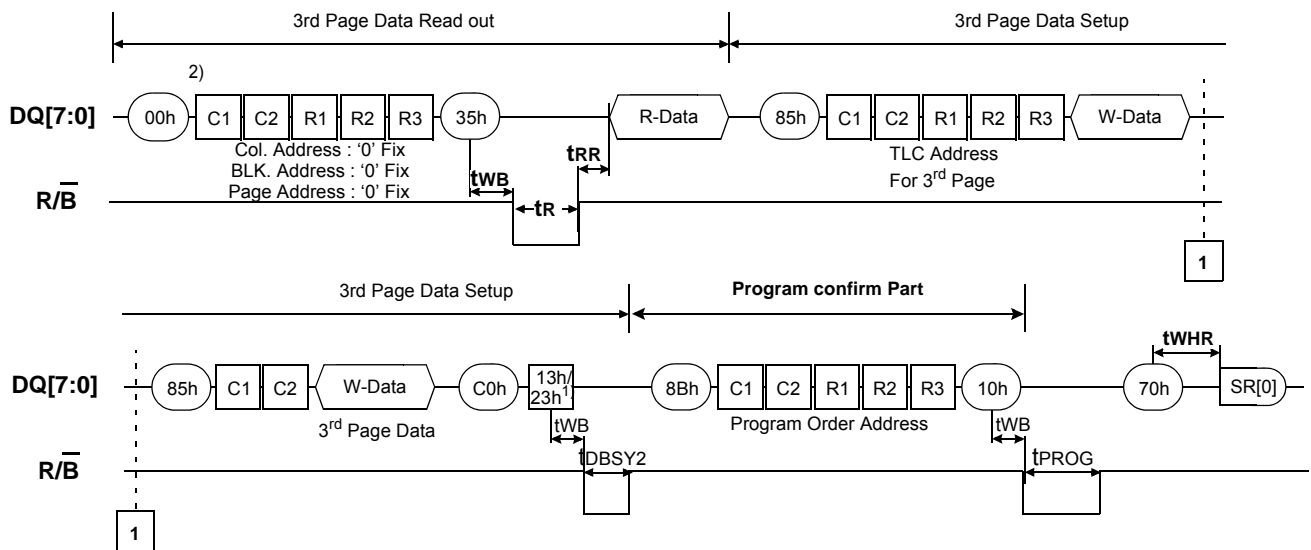 3rd Page Data Read out 3rd Page Data Setup
2)
DQ[7:0] 00h C1 C2 R1 R2 R3 35h R-Data 85h C1 C2 R1 R2 R3 W-Data
Col. Address : '0' Fix
BLK. Address : '0' Fix
Page Address : '0' Fix
tRR
tWB
TLC Address
For 3rd Page
R/B
tR
1
3rd Page Data Setup Program confirm Part
tWHR
DQ[7:0] 85h C1 C2 W-Data C0h 13h/
23h1) 8Bh C1 C2 R1 R2 R3 10h 70h SR[0]
3rd Page Data
tWB
Program Order Address
tWB
R/B
tDBSY2
tPROG
1